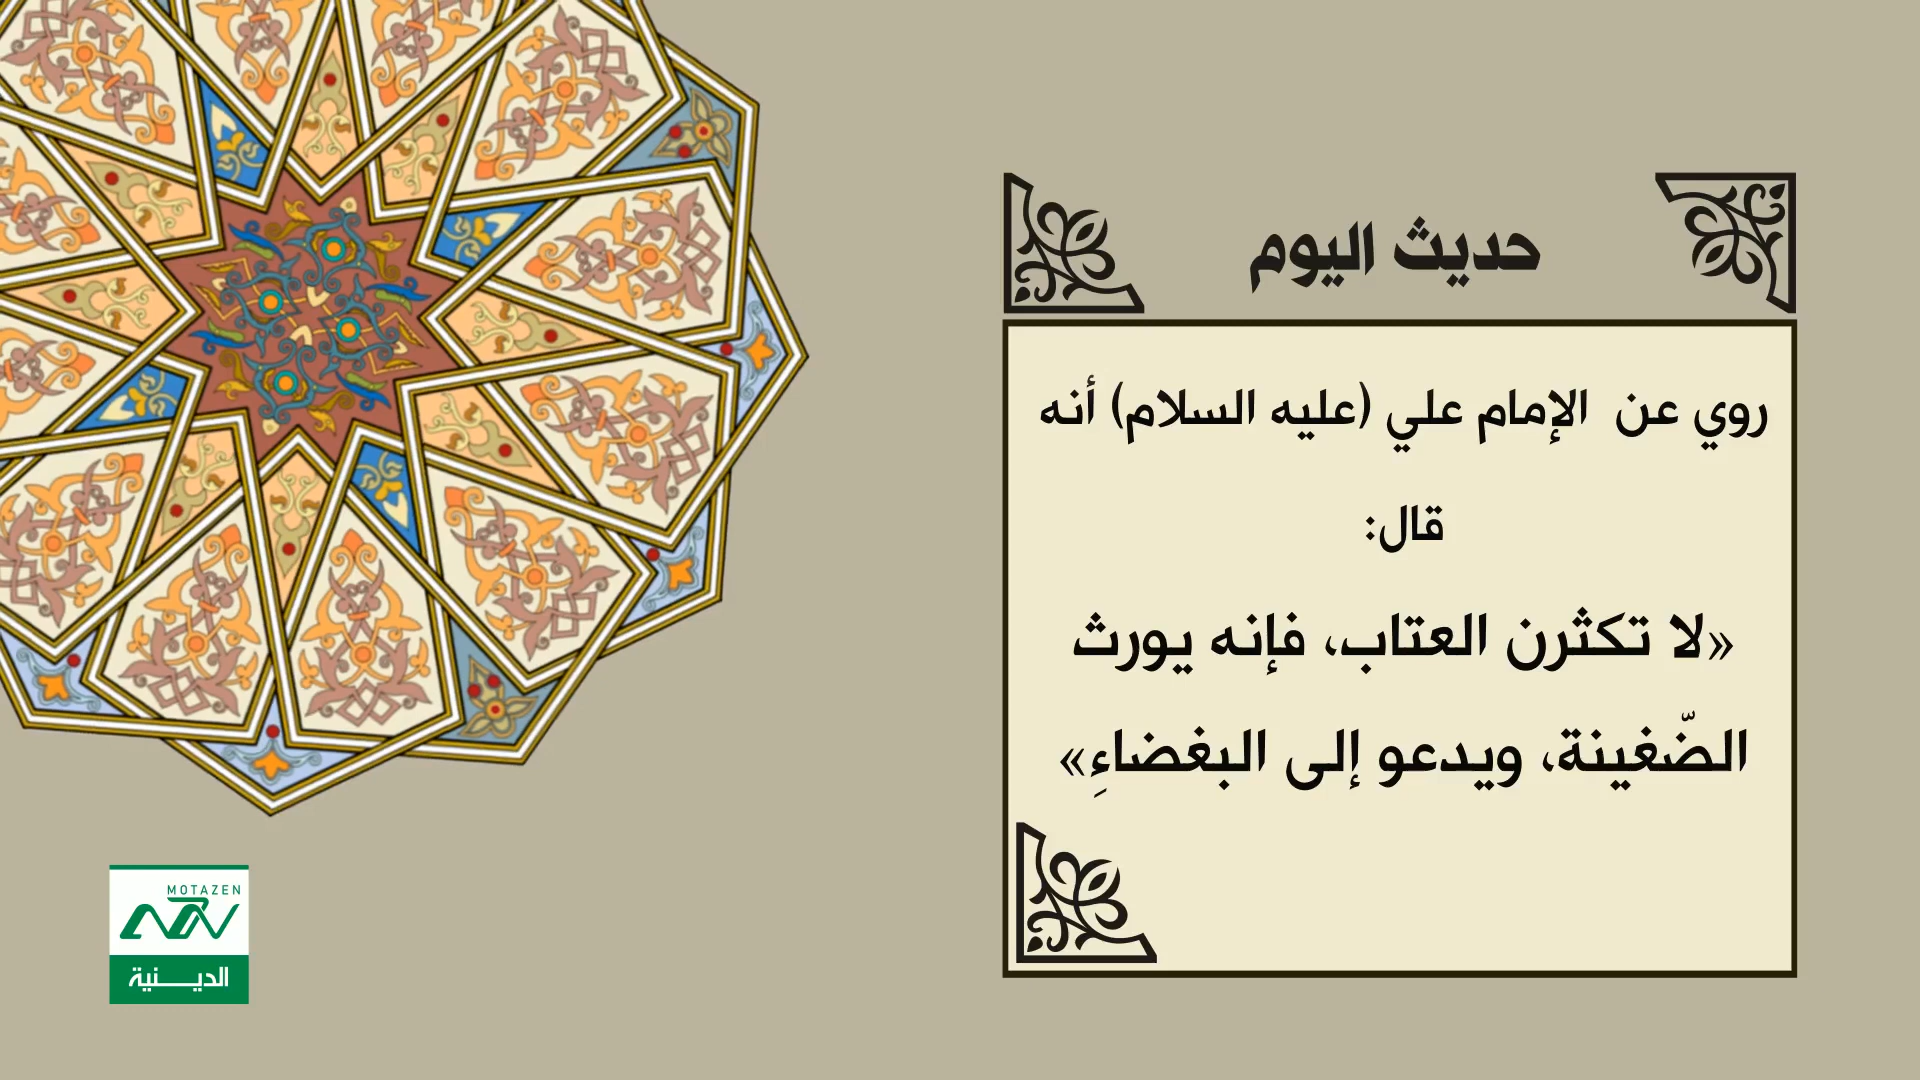 حديث اليوم
روي عن الإمام علي (عليه السلام) أنه
قال:
«لا تكثرن العتاب، فإنه يورث
الضّغينة، ويدعو إلى البغضاءِ»
MOTAZEN
الدينية